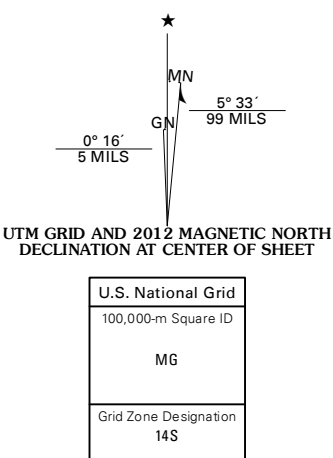 MN
5° 33´
GN
99 MILS
0° 16´
5 MILS
UTM GRID AND 2012 MAGNETIC NORTH
DECLINATION AT CENTER OF SHEET
U.S. National Grid
100,000-m Square ID
MG
Grid Zone Designation
14S